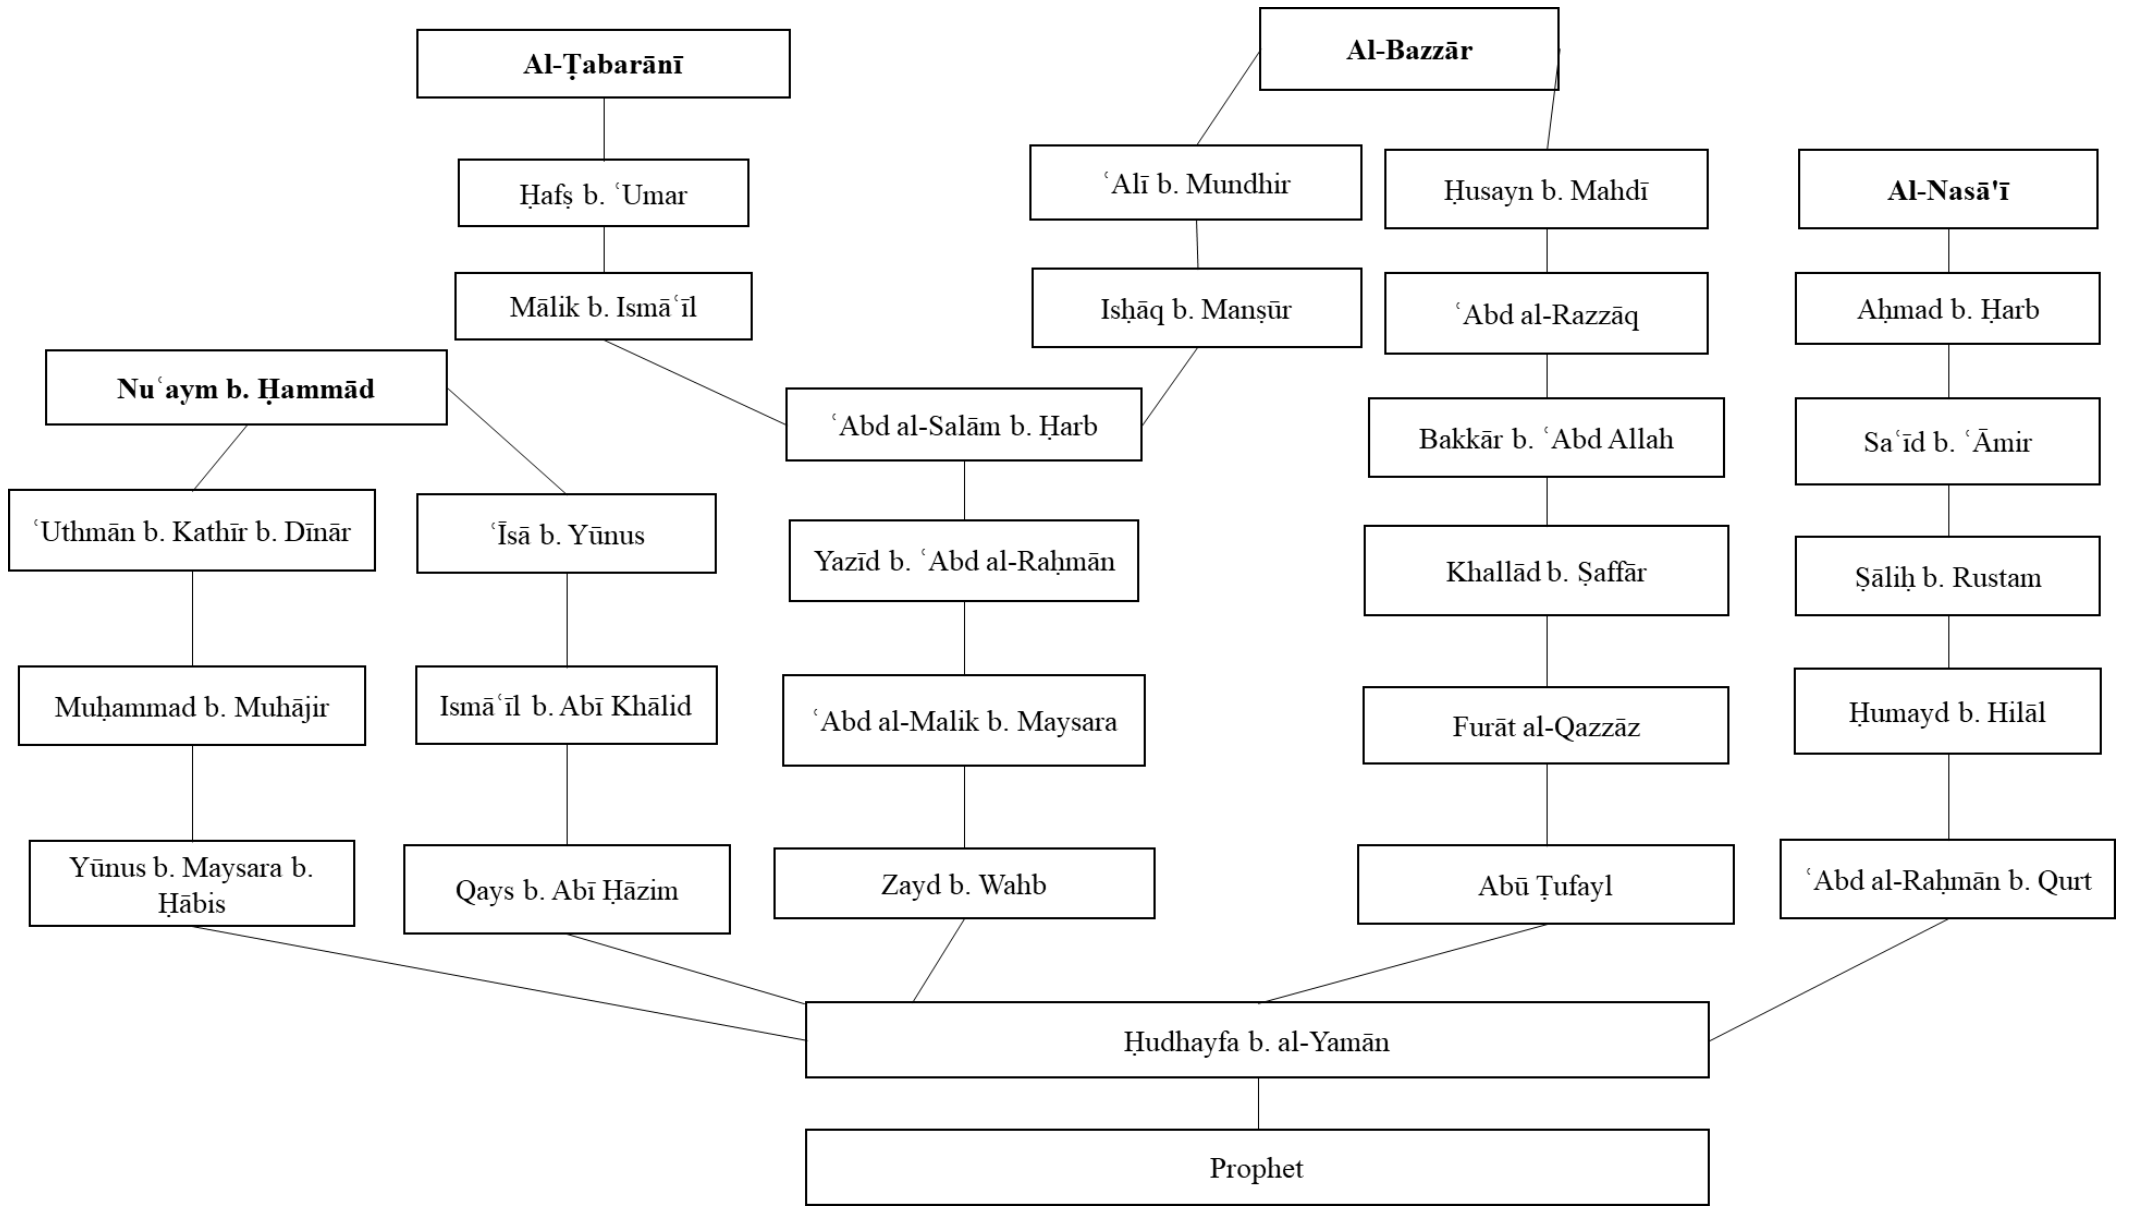 Al-Ṭabarānī
Al-Bazzār
Ḥafṣ b. ʿUmar
ʿAlī b. Mundhir
Ḥusayn b. Mahdī
Al-Nasā'ī
Mālik b. Ismāʿīl
Isḥāq b. Manṣūr
ʿAbd al-Razzāq
Aḥmad b. Ḥarb
Nuʿaym b. Ḥammād
ʿAbd al-Salām b. Ḥarb
Bakkār b. ʿAbd Allah
Saʿīd b. ʿĀmir
ʿUthmān b. Kathīr b. Dīnār
ʿĪsā b. Yūnus
Yazīd b. ʿAbd al-Raḥmān
Khallād b. Ṣaffār
Ṣāliḥ b. Rustam
Muḥammad b. Muhājir
Ismāʿīl b. Abī Khālid
ʿAbd al-Malik b. Maysara
Furāt al-Qazzāz
Ḥumayd b. Hilāl
Yūnus b. Maysara b.
Ḥābis
Qays b. Abī Ḥāzim
Zayd b. Wahb
Abū Ṭufayl
ʿAbd al-Raḥmān b. Qurt
Ḥudhayfa b. al-Yamān
Prophet